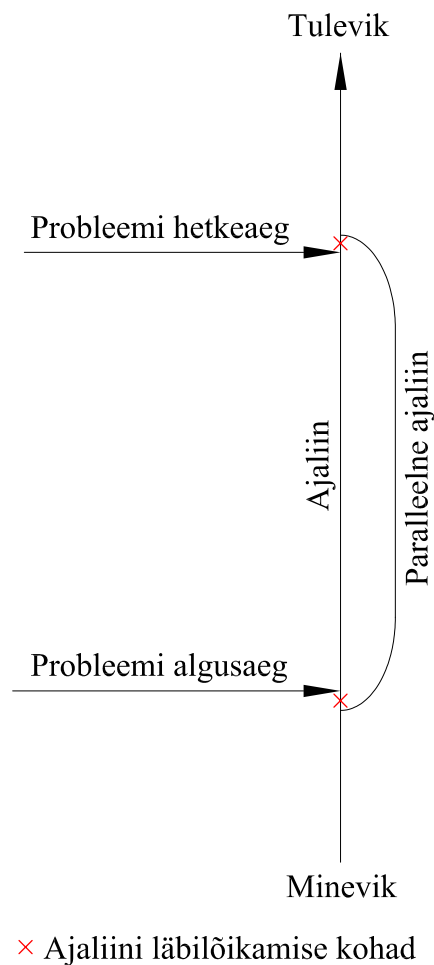 Tulevik
Probleemi hetkeaeg
Ajaliin
Paralleelne ajaliin
Probleemi algusaeg
Minevik
Ajaliini läbilõikamise kohad